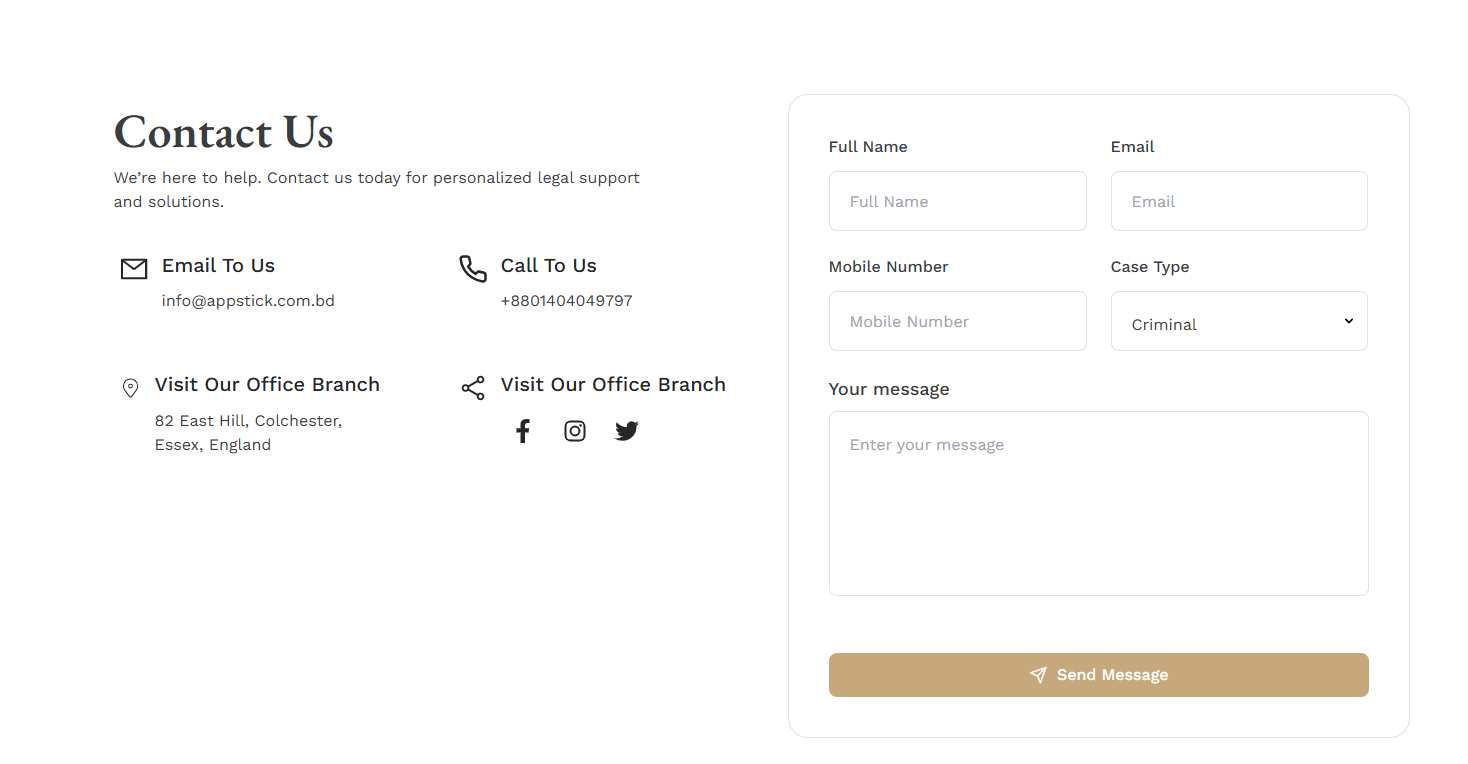 Contact Us
We’re here to help. Contact us today for personalized legal support
and solutions.
Email To Us
info@appstick.com.bd
Call To Us
+8801404049797
Visit Our Office Branch
82 East Hill, Colchester,
Essex, England
Visit Our Office Branch
Full Name
Full Name
Email
Email
Mobile Number
Mobile Number
Case Type
Criminal
Your message
Enter your message
Send Message